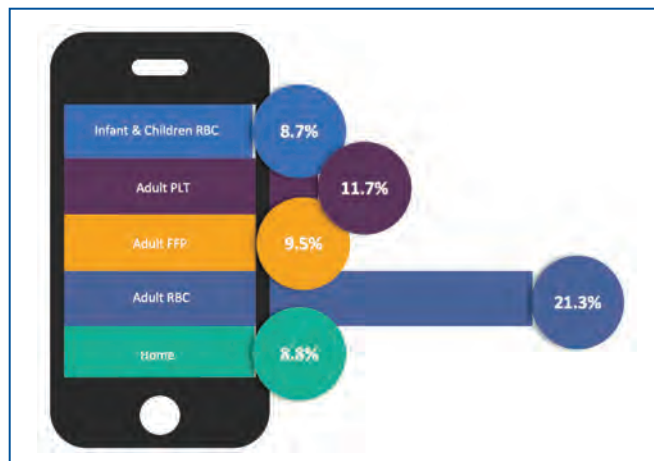 Infant & Children RBC
8.7%
Adult PLT
11.7%
Adult FFP
9.5%
Adult RBC
21.3%
Home
8.8%